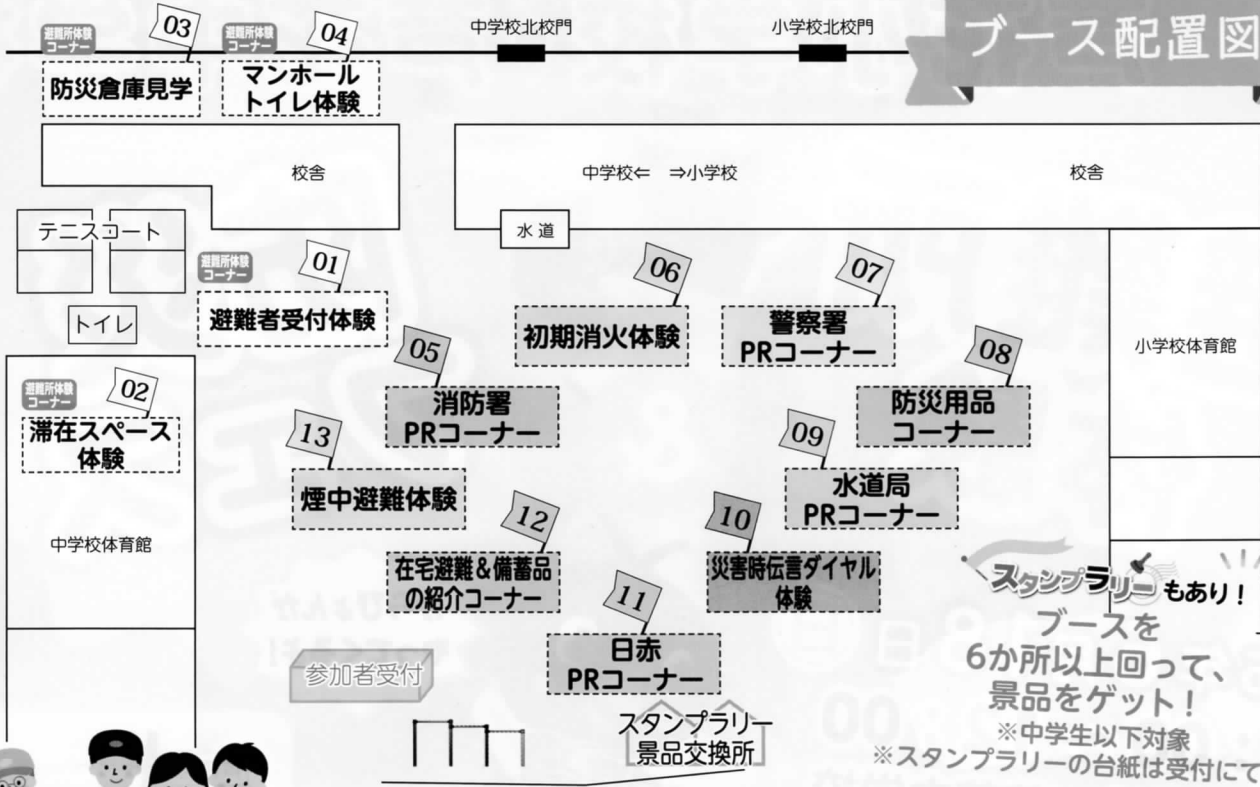 ブース配置図
中学校北校門
小学校北校門
避難所体験
コーナー
03
防災倉庫見学
避難所体験
コーナー
04
マンホール
トイレ体験
校舎
中学校⇐ ⇒小学校
校舎
水道
テニスコート
トイレ
避難所体験
コーナー
01
避難者受付体験
避難所体験
コーナー
02
滞在スペース
体験
中学校体育館
05
消防署
PRコーナー
06
初期消火体験
07
警察署
PRコーナー
08
防災用品
コーナー
小学校体育館
09
水道局
PRコーナー
10
災害時伝言ダイヤル
体験
11
日赤
PRコーナー
12
在宅避難＆備蓄品
の紹介コーナー
13
煙中避難体験
参加者受付
スタンプラリー
景品交換所
スタンプラリーもあり！
ブースを
6か所以上回って、
景品をゲット！
※中学生以下対象
※スタンプラリーの台紙は受付にて